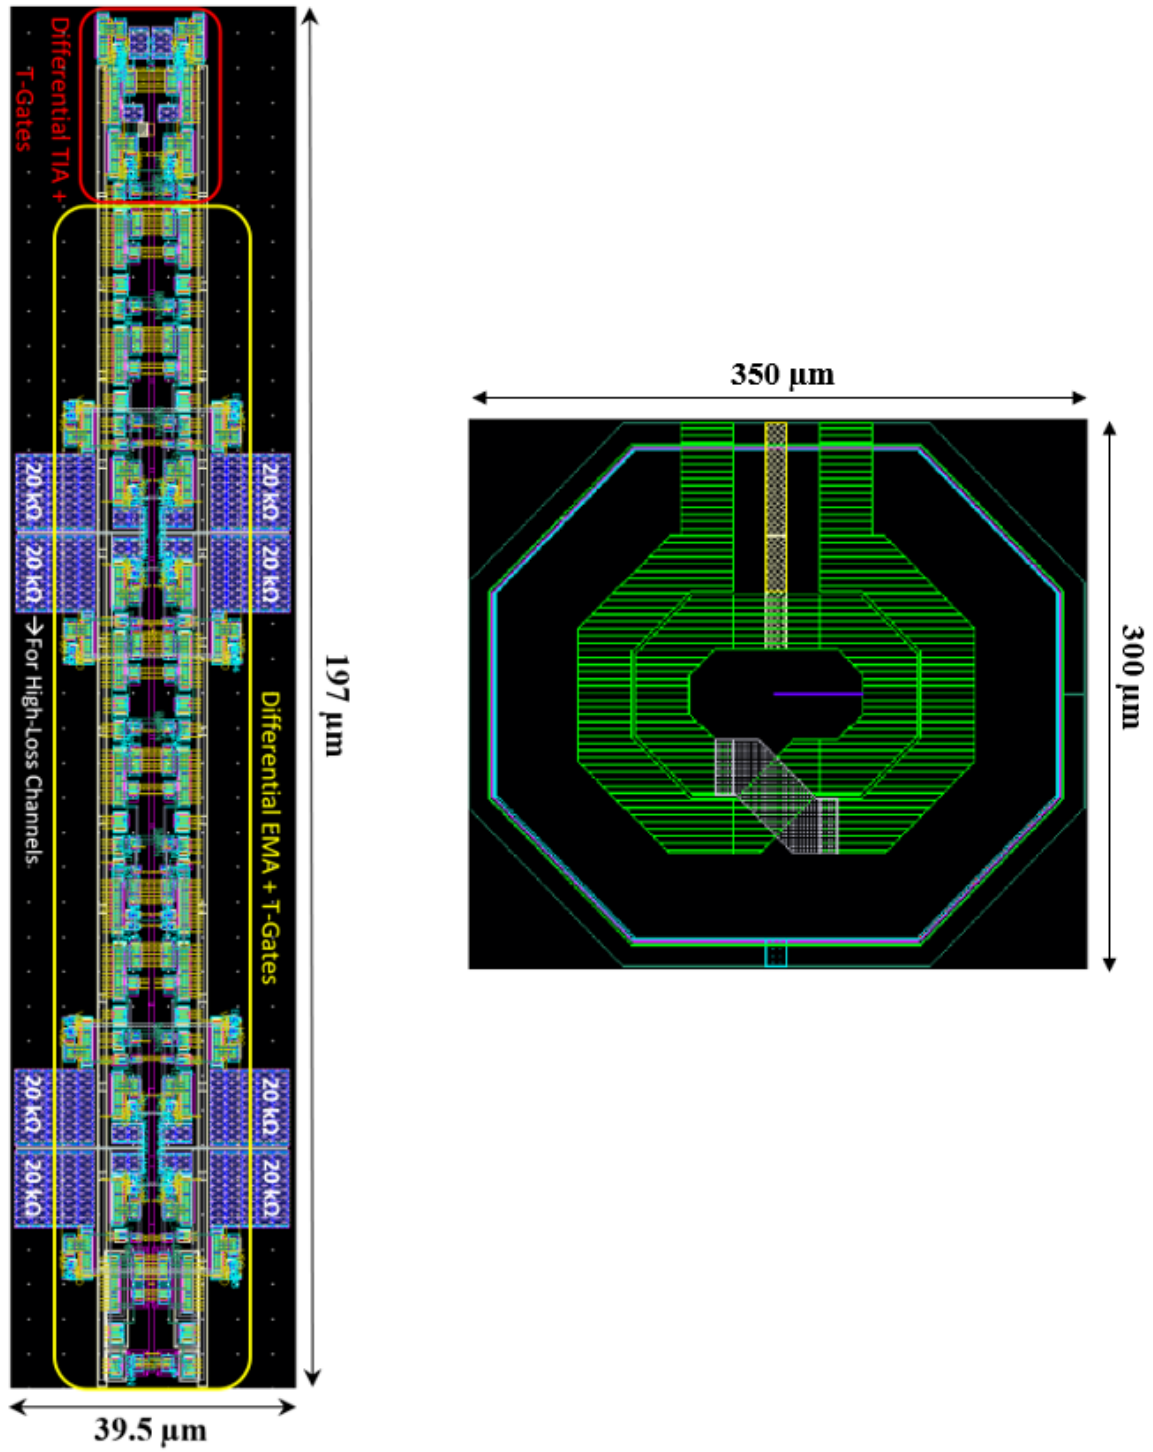 Differential TIA +
T-Gates
20 kΩ
20 kΩ
20 kΩ
20 kΩ
→For High-Loss Channels.
Differential EMA + T-Gates
20 kΩ
20 kΩ
20 kΩ
20 kΩ
197 µm
39.5 µm
350 µm
300 µm